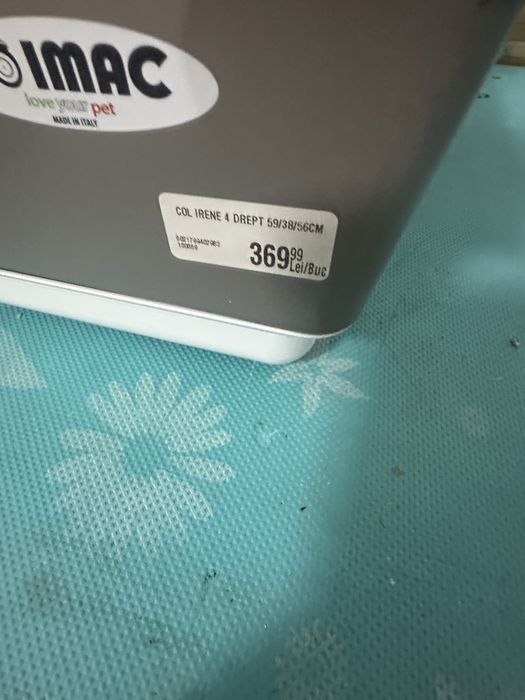 IMAC
love your pet
MADE IN ITALY
COL IRENE 4 DREPT 59/38/56CM
369 99
Lei/Buc